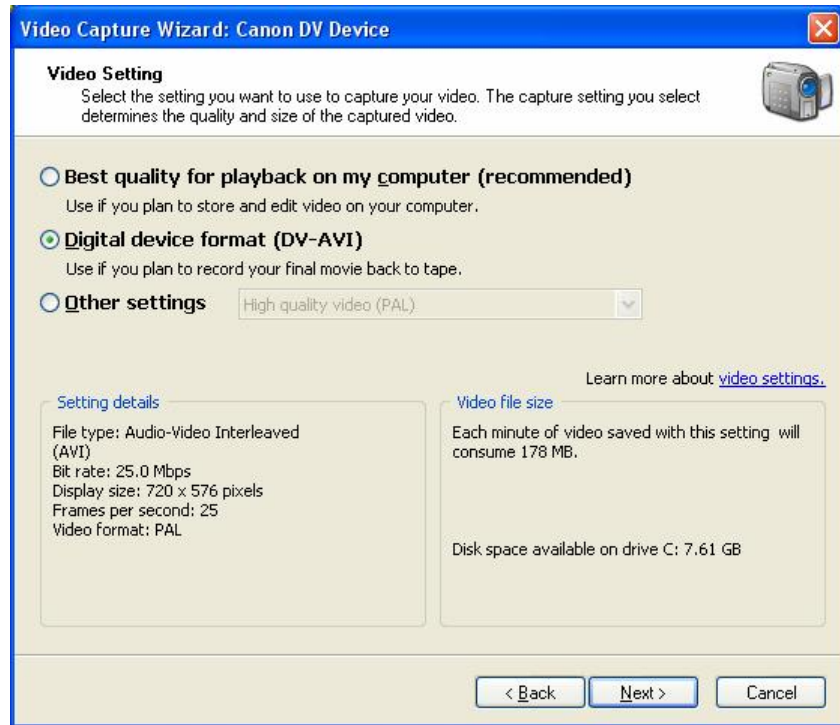 Video Capture Wizard: Canon DV Device
Video Setting
Select the setting you want to use to capture your video. The capture setting you select
determines the quality and size of the captured video.
Best quality for playback on my computer (recommended)
Use if you plan to store and edit video on your computer.
Digital device format (DV-AVI)
Use if you plan to record your final movie back to tape.
Other settings
High quality video (PAL)
Learn more about video settings.
Setting details
File type: Audio-Video Interleaved
(AVI)
Bit rate: 25.0 Mbps
Display size: 720 x 576 pixels
Frames per second: 25
Video format: PAL
Video file size
Each minute of video saved with this setting will
consume 178 MB.
Disk space available on drive C: 7.61 GB
< Back
Next >
Cancel